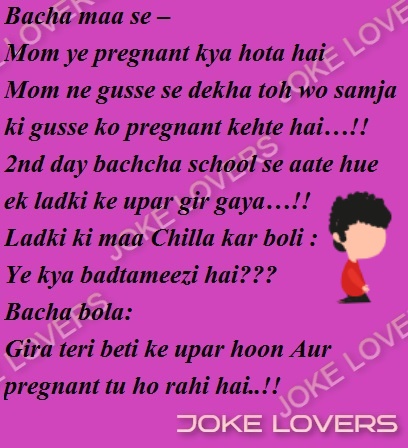 Bacha maa se –
Mom ye pregnant kya hota hai
Mom ne gusse se dekha toh wo samja
ki gusse ko pregnant kehte hai…!!
2nd day bachcha school se aate hue
ek ladki ke upar gir gaya…!!
Ladki ki maa Chilla kar boli :
Ye kya badtameezi hai???
Bacha bola:
Gira teri beti ke upar hoon Aur
pregnant tu ho rahi hai..!!
JOKE LOVERS